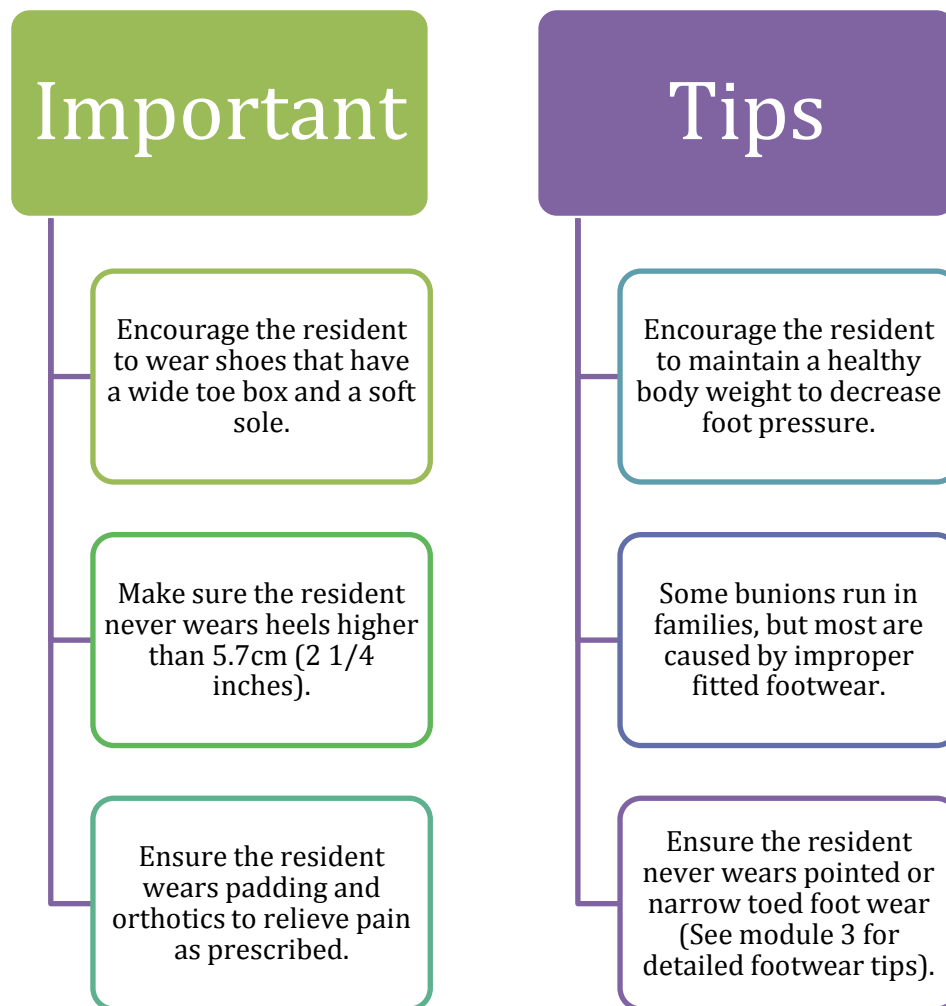 Important
Encourage the resident
to wear shoes that have
a wide toe box and a soft
sole.
Make sure the resident
never wears heels higher
than 5.7cm (2 1/4
inches).
Ensure the resident
wears padding and
orthotics to relieve pain
as prescribed.
Tips
Encourage the resident
to maintain a healthy
body weight to decrease
foot pressure.
Some bunions run in
families, but most are
caused by improper
fitted footwear.
Ensure the resident
never wears pointed or
narrow toed foot wear
(See module 3 for
detailed footwear tips).